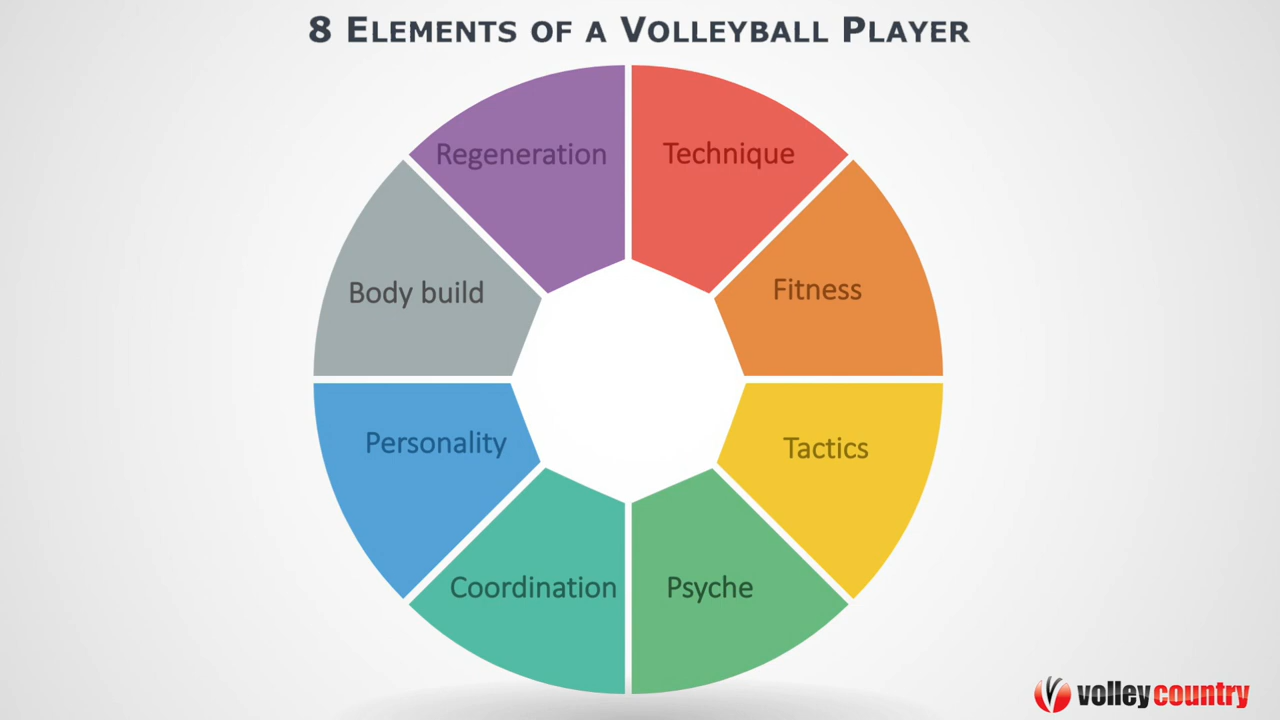 8 Elements of a Volleyball Player
Regeneration
Technique
Body build
Fitness
Personality
Tactics
Coordination
Psyche
volleycountry